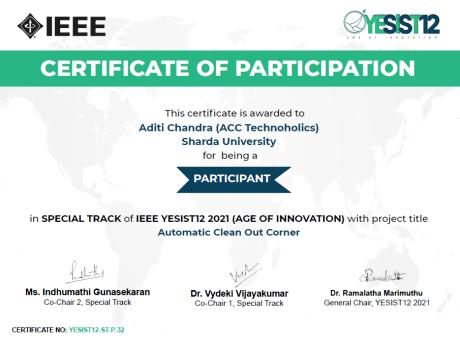 IEEE
YESIST12
AGE OF INNOVATION
CERTIFICATE OF PARTICIPATION
This certificate is awarded to
Aditi Chandra (ACC Technoholics)
Sharda University
for being a
PARTICIPANT
in SPECIAL TRACK of IEEE YESIST12 2021 (AGE OF INNOVATION) with project title
Automatic Clean Out Corner
Ms. Indhumathi Gunasekaran
Co-Chair 2, Special Track
Dr. Vydeki Vijayakumar
Co-Chair 1, Special Track
Dr. Ramalatha Marimuthu
General Chair, YESIST12 2021
CERTIFICATE NO: YESIST12-ST-P-32